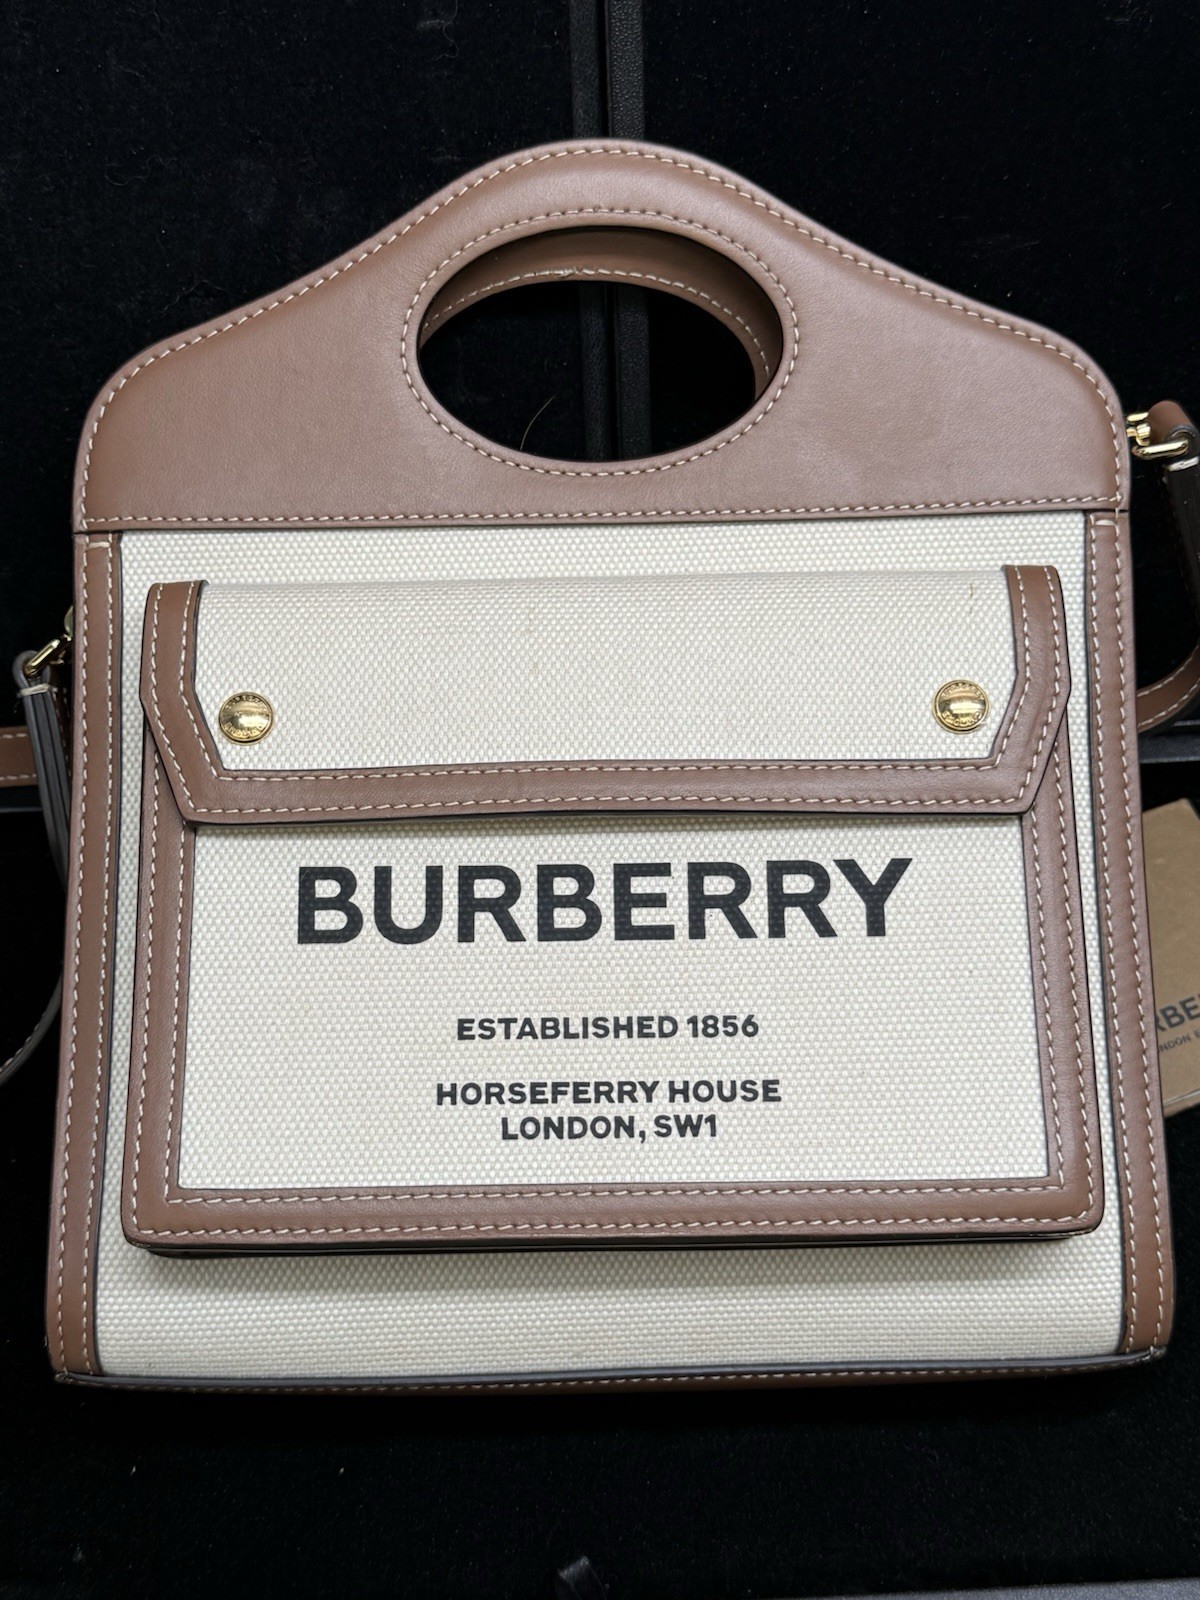 BURBERRY
ESTABLISHED 1856
HORSEFERRY HOUSE
LONDON, SW1